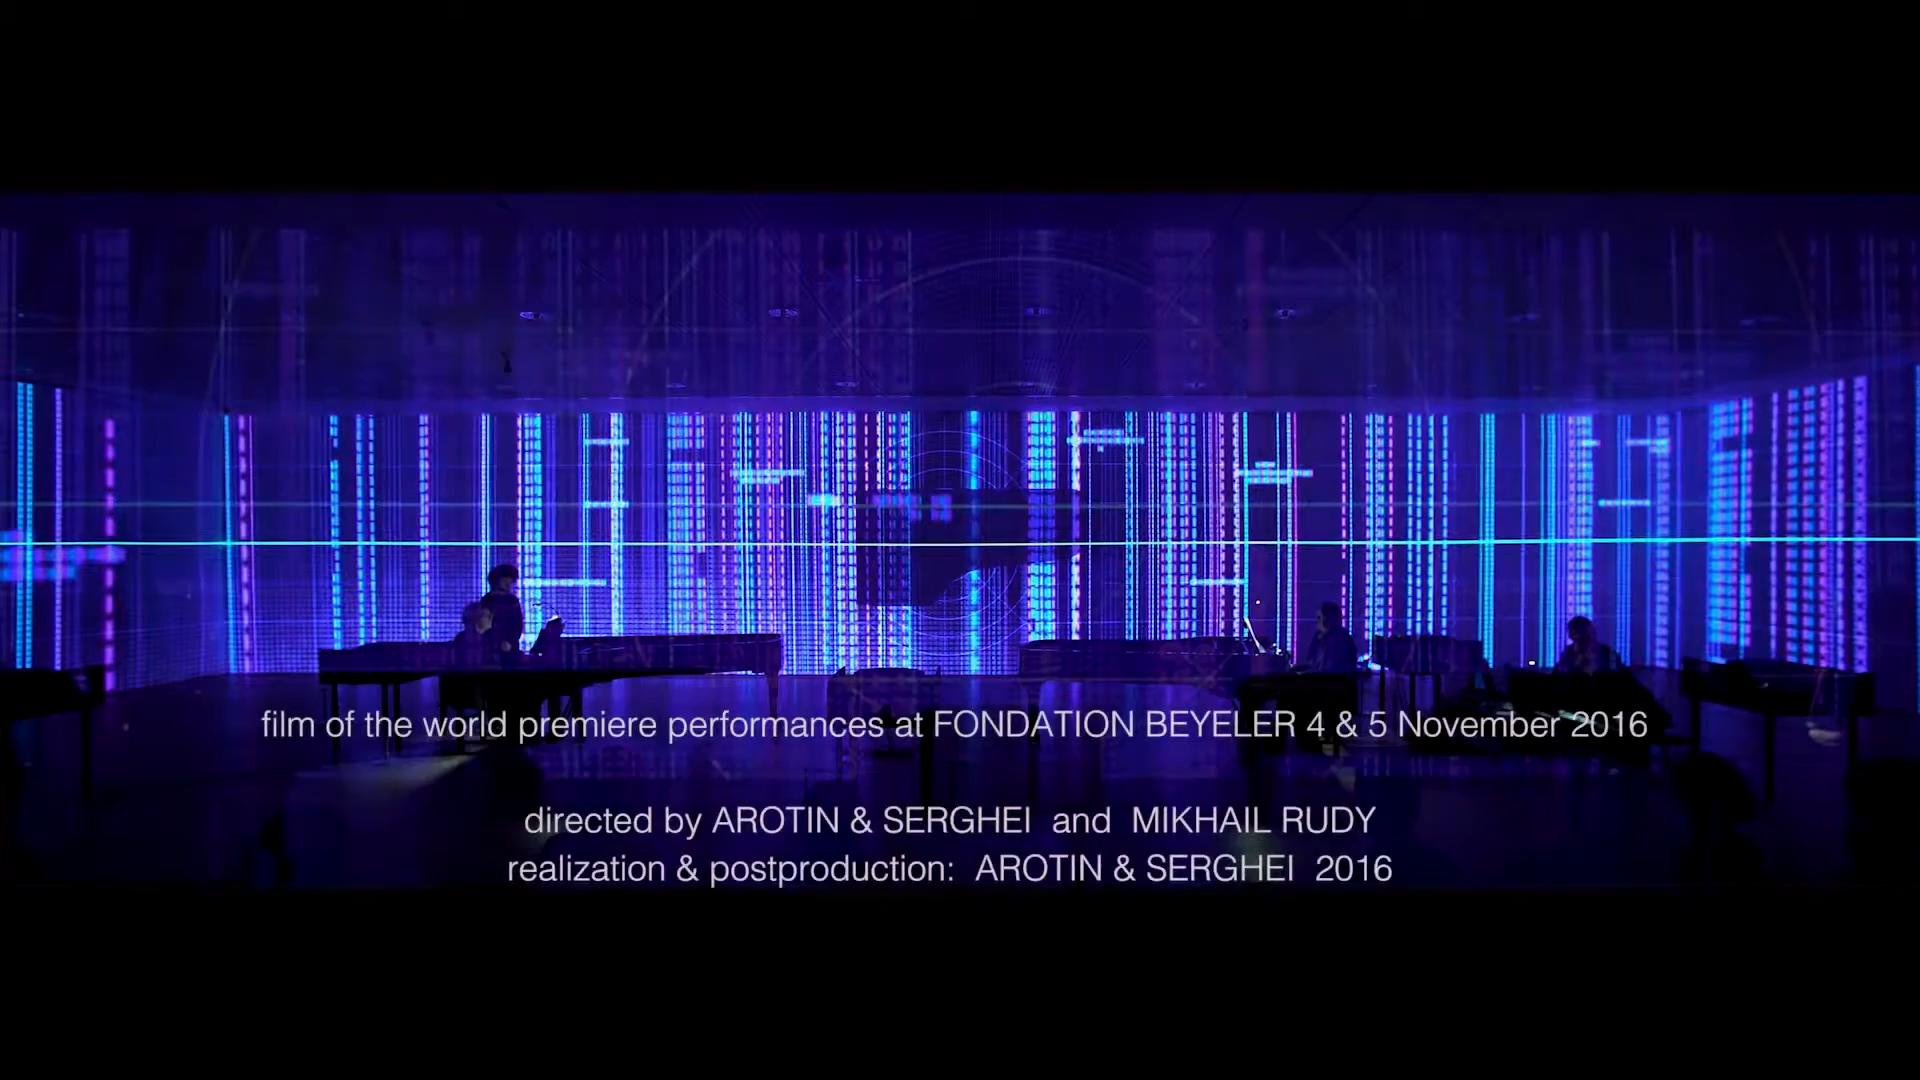 film of the world premiere performances at FONDATION BEYELER 4 & 5 November 2016
directed by AROTIN & SERGHEI and MIKHAIL RUDY
realization & postproduction: AROTIN & SERGHEI 2016